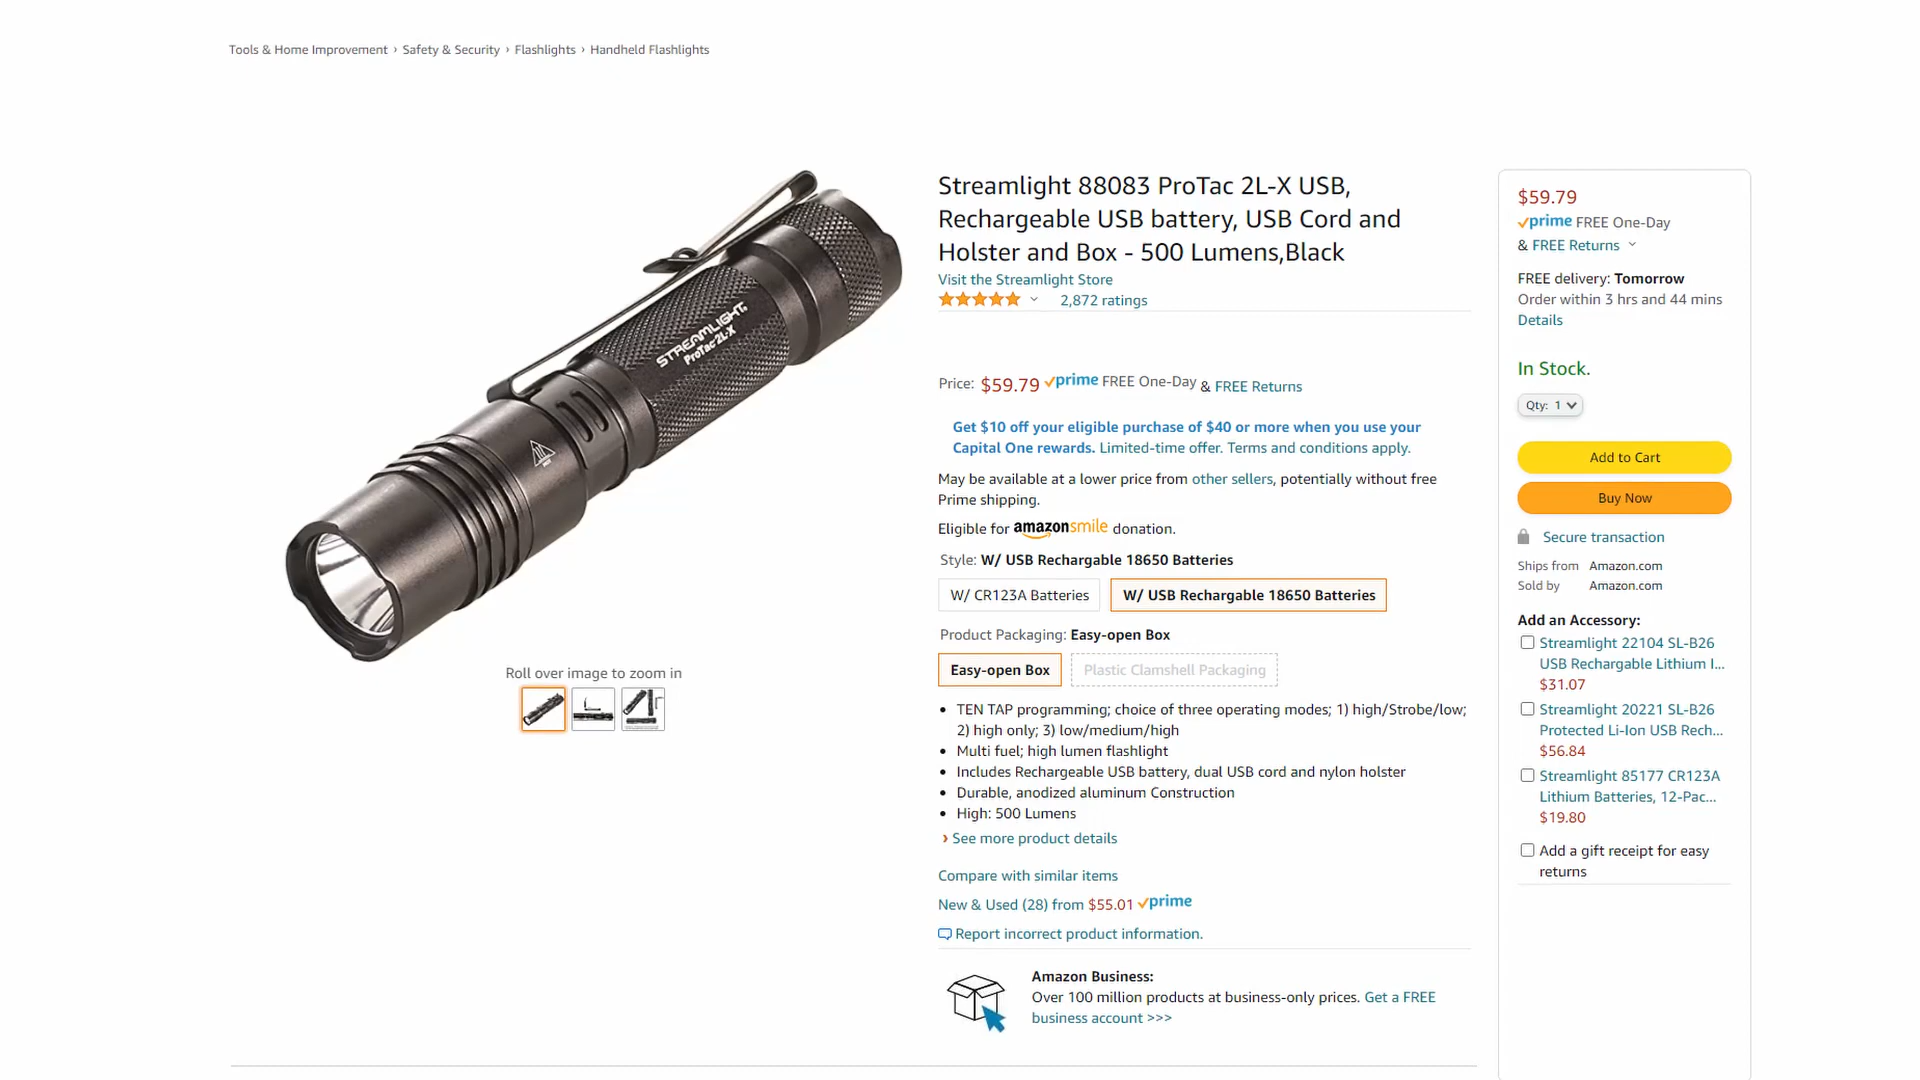 Tools & Home Improvement › Safety & Security › Flashlights › Handheld Flashlights
STREAMLIGHT®
ProTac® 2L-X
Roll over image to zoom in
Streamlight 88083 ProTac 2L-X USB,
Rechargeable USB battery, USB Cord and
Holster and Box - 500 Lumens,Black
Visit the Streamlight Store
2,872 ratings
Price: $59.79 prime FREE One-Day & FREE Returns
Get $10 off your eligible purchase of $40 or more when you use your
Capital One rewards. Limited-time offer. Terms and conditions apply.
May be available at a lower price from other sellers, potentially without free
Prime shipping.
Eligible for amazonsmile donation.
Style: W/ USB Rechargable 18650 Batteries
W/ CR123A Batteries
W/ USB Rechargable 18650 Batteries
Product Packaging: Easy-open Box
Easy-open Box
Plastic Clamshell Packaging
• TEN TAP programming; choice of three operating modes; 1) high/Strobe/low;
2) high only; 3) low/medium/high
• Multi fuel; high lumen flashlight
• Includes Rechargeable USB battery, dual USB cord and nylon holster
• Durable, anodized aluminum Construction
• High: 500 Lumens
› See more product details
Compare with similar items
New & Used (28) from $55.01 prime
Report incorrect product information.
Amazon Business:
Over 100 million products at business-only prices. Get a FREE
business account >>>
$59.79
prime FREE One-Day
& FREE Returns
FREE delivery: Tomorrow
Order within 3 hrs and 44 mins
Details
In Stock.
Qty: 1
Add to Cart
Buy Now
Secure transaction
Ships from Amazon.com
Sold by Amazon.com
Add an Accessory:
Streamlight 22104 SL-B26
USB Rechargable Lithium I...
$31.07
Streamlight 20221 SL-B26
Protected Li-Ion USB Rech...
$56.84
Streamlight 85177 CR123A
Lithium Batteries, 12-Pac...
$19.80
Add a gift receipt for easy
returns